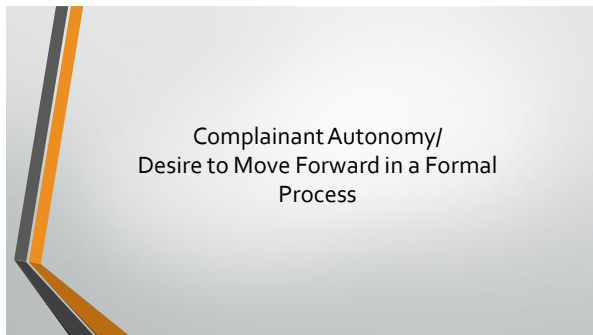 Complainant Autonomy/
Desire to Move Forward in a Formal
Process